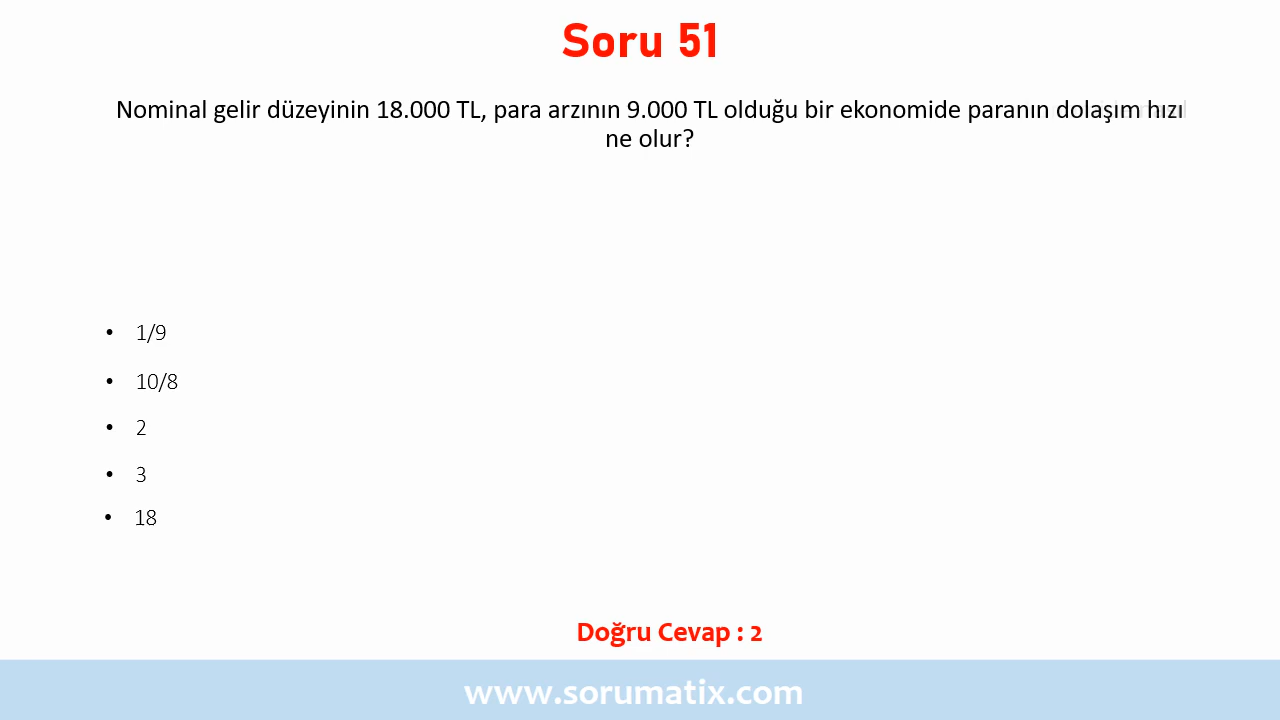 Soru 51
Nominal gelir düzeyinin 18.000 TL, para arzının 9.000 TL olduğu bir ekonomide paranın dolaşım hızıl
ne olur?
• 1/9
• 10/8
• 2
• 3
• 18
Doğru Cevap : 2
www.sorumatix.com